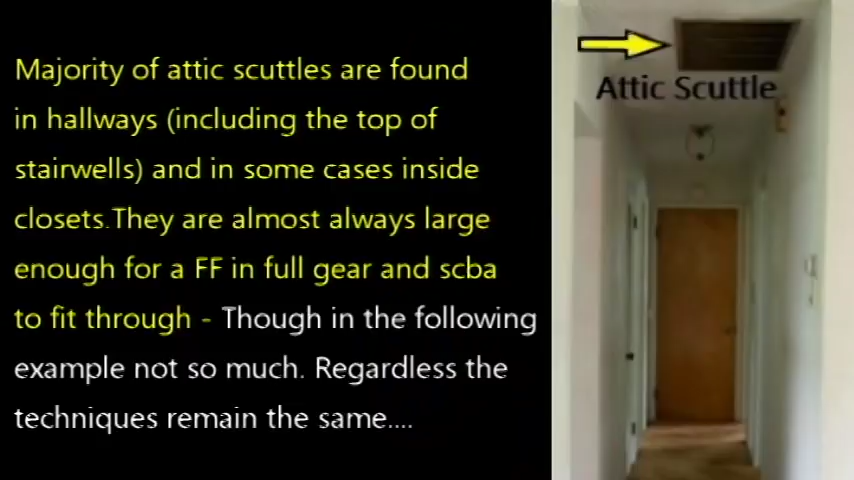 Majority of attic scuttles are found
in hallways (including the top of
stairwells) and in some cases inside
closets.They are almost always large
enough for a FF in full gear and scba
to fit through - Though in the following
example not so much. Regardless the
techniques remain the same....
Attic Scuttle